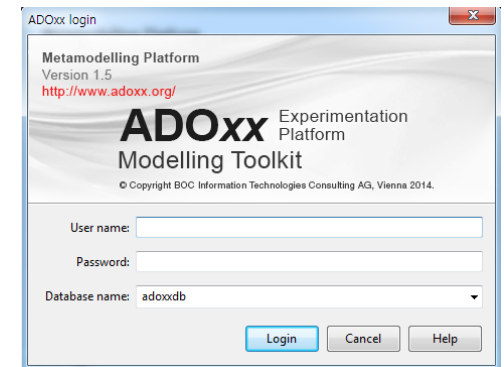 ADOxx login
Metamodelling Platform
Version 1.5
http://www.adoxx.org/
ADOxx Experimentation Platform
Modelling Toolkit
© Copyright BOC Information Technologies Consulting AG, Vienna 2014.
User name:
Password:
Database name: adoxxdb
Login Cancel Help